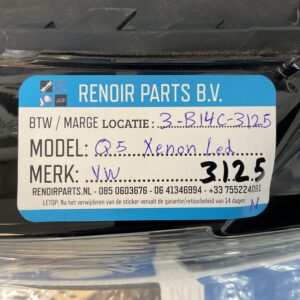 RENOIR PARTS B.V.
BTW / MARGE LOCATIE : 3-B14C-3125
MODEL: Q5 Xenon Led
MERK: VW 3125
RENOIRPARTS.NL - 085 0603676 - 06 41346994 - +33 755224091
LETOP: Na het verwijderen van de sticker vervalt de garantie/retourbeleid van 14 dagen
N